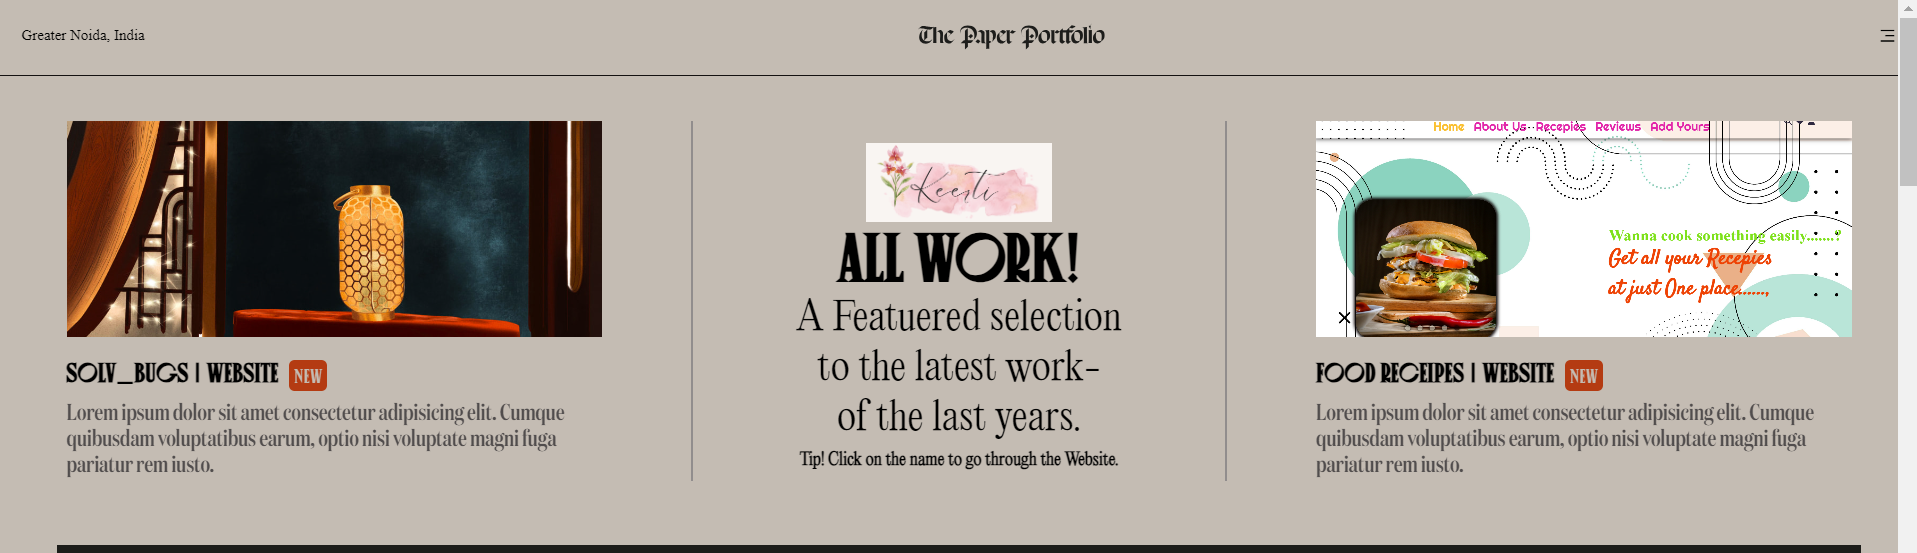 Greater Noida, India
The Paper Portfolio
SOLV_BUGS | WEBSITE NEW
Lorem ipsum dolor sit amet consectetur adipisicing elit. Cumque
quibusdam voluptatibus earum, optio nisi voluptate magni fuga
pariatur rem iusto.
Keerti
ALL WORK!
A Featuered selection
to the latest work-
of the last years.
Tip! Click on the name to go through the Website.
Home About Us Recepies Reviews Add Yours
Wanna cook something easily.......?
Get all your Recepies
at just One place......,
FOOD RECEIPES | WEBSITE NEW
Lorem ipsum dolor sit amet consectetur adipisicing elit. Cumque
quibusdam voluptatibus earum, optio nisi voluptate magni fuga
pariatur rem iusto.